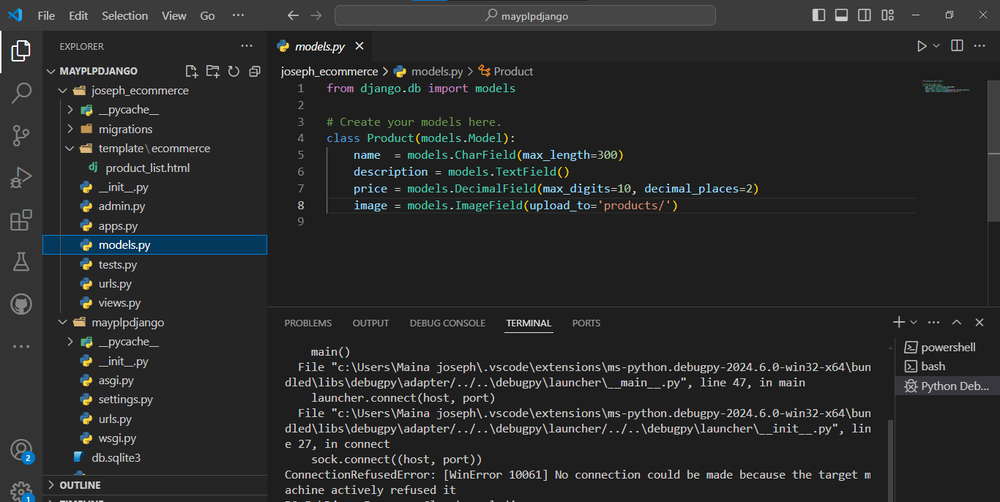 File Edit Selection View Go ···
mayplpdjango
EXPLORER
MAYPLPDJANGO
joseph_ecommerce
__pycache__
migrations
template\ecommerce
product_list.html
__init__.py
admin.py
apps.py
models.py
tests.py
urls.py
views.py
mayplpdjango
__pycache__
__init__.py
asgi.py
settings.py
urls.py
wsgi.py
db.sqlite3
OUTLINE
TIMELINE
2
1
models.py
joseph_ecommerce > models.py > Product
1 from django.db import models
2
3 # Create your models here.
4 class Product(models.Model):
5 name  = models.CharField(max_length=300)
6 description = models.TextField()
7 price = models.DecimalField(max_digits=10, decimal_places=2)
8 image = models.ImageField(upload_to='products/')
9
PROBLEMS OUTPUT DEBUG CONSOLE TERMINAL PORTS
main()
File "c:\Users\Maina joseph\.vscode\extensions\ms-python.debugpy-2024.6.0-win32-x64\bun
dled\libs\debugpy\adapter/../..\debugpy\launcher\__main__.py", line 47, in main
launcher.connect(host, port)
File "c:\Users\Maina joseph\.vscode\extensions\ms-python.debugpy-2024.6.0-win32-x64\bun
dled\libs\debugpy\adapter/../..\debugpy\launcher/../..\debugpy\launcher\__init__.py", lin
e 27, in connect
sock.connect((host, port))
ConnectionRefusedError: [WinError 10061] No connection could be made because the target m
achine actively refused it
powershell
bash
Python Deb...